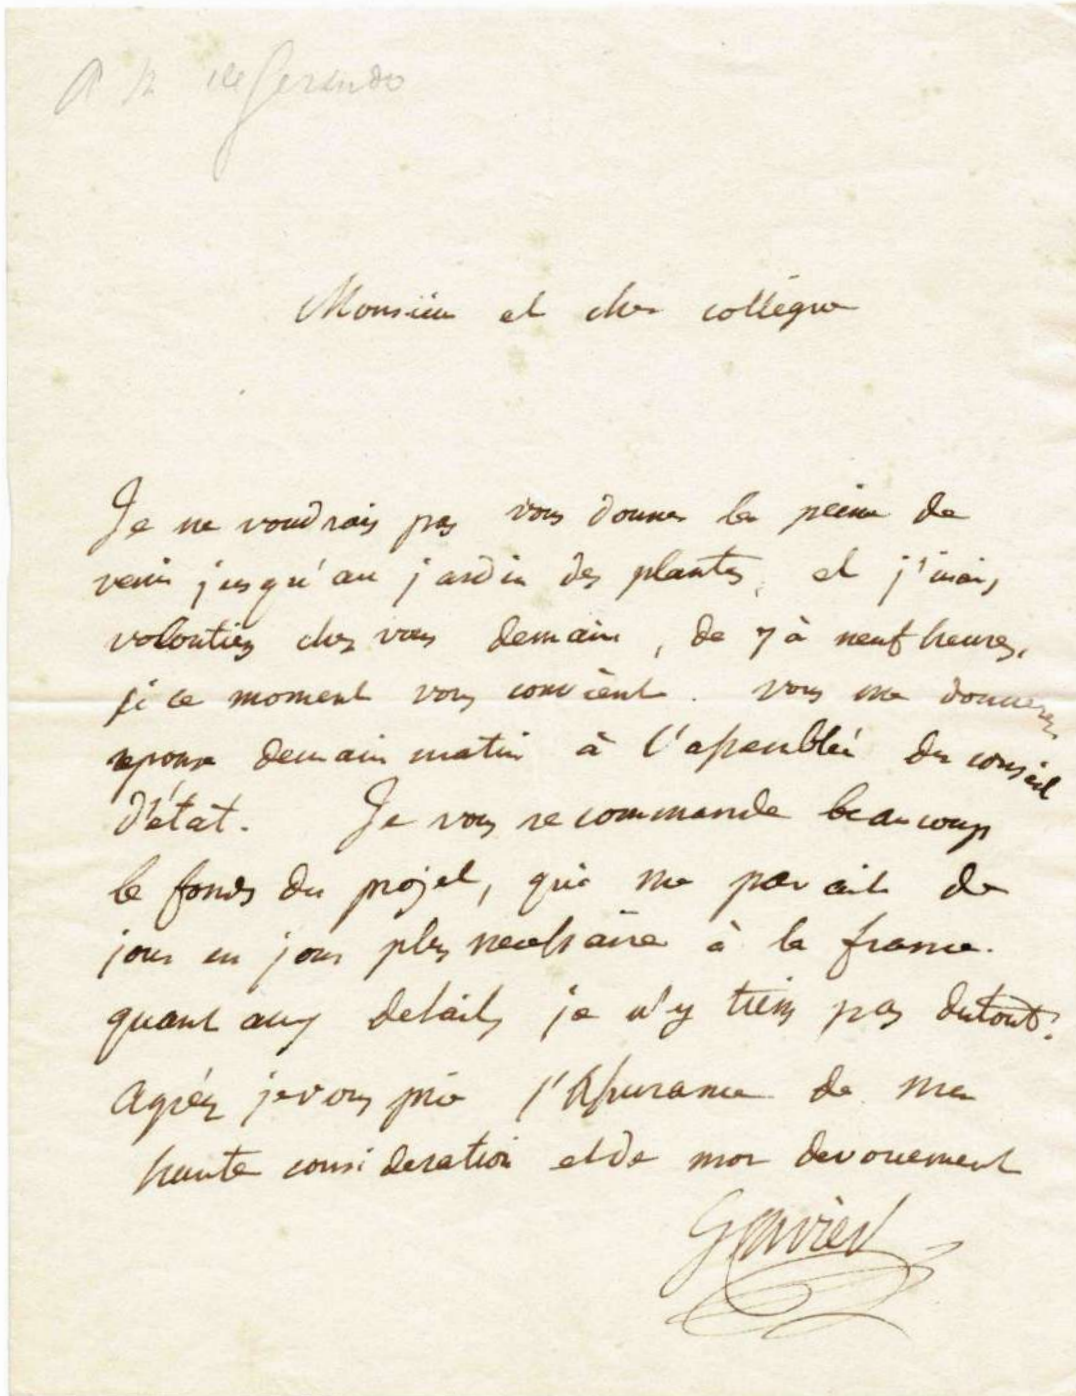 A M de Gerando
Monsieur et cher collegue
Je ne voudrais pas vous donner la peine de
venir jusqu'au jardin des plantes, et j'irais
volontiers chez vous demain, de 7 à neuf heures,
si ce moment vous convient. vous me donnerez
reponse demain matin à l'assemblée du conseil
d'état. Je vous recommande beaucoup
le fonds du projet, qui me parait de
jour en jour plus necessaire à la france.
quant aux details je n'y tiens pas dutout.
Agréez je vous prie l'Assurance de ma
haute consideration et de mon devouement
GCuvier